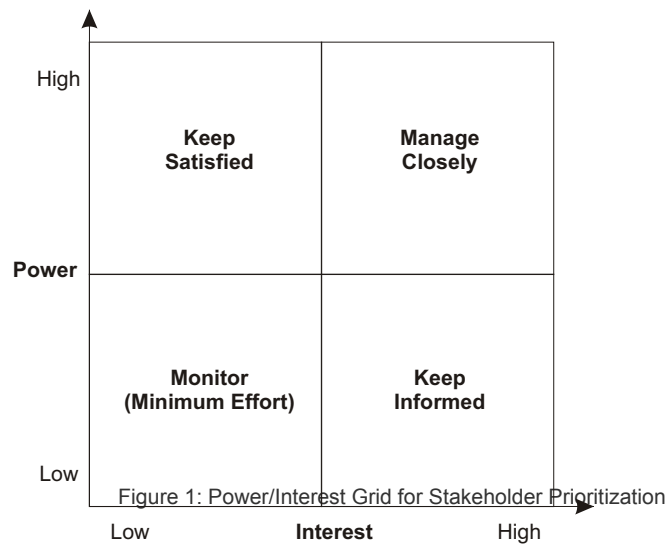 High
Keep
Satisfied
Manage
Closely
Power
Monitor
(Minimum Effort)
Keep
Informed
Low
Figure 1: Power/Interest Grid for Stakeholder Prioritization
Low
Interest
High